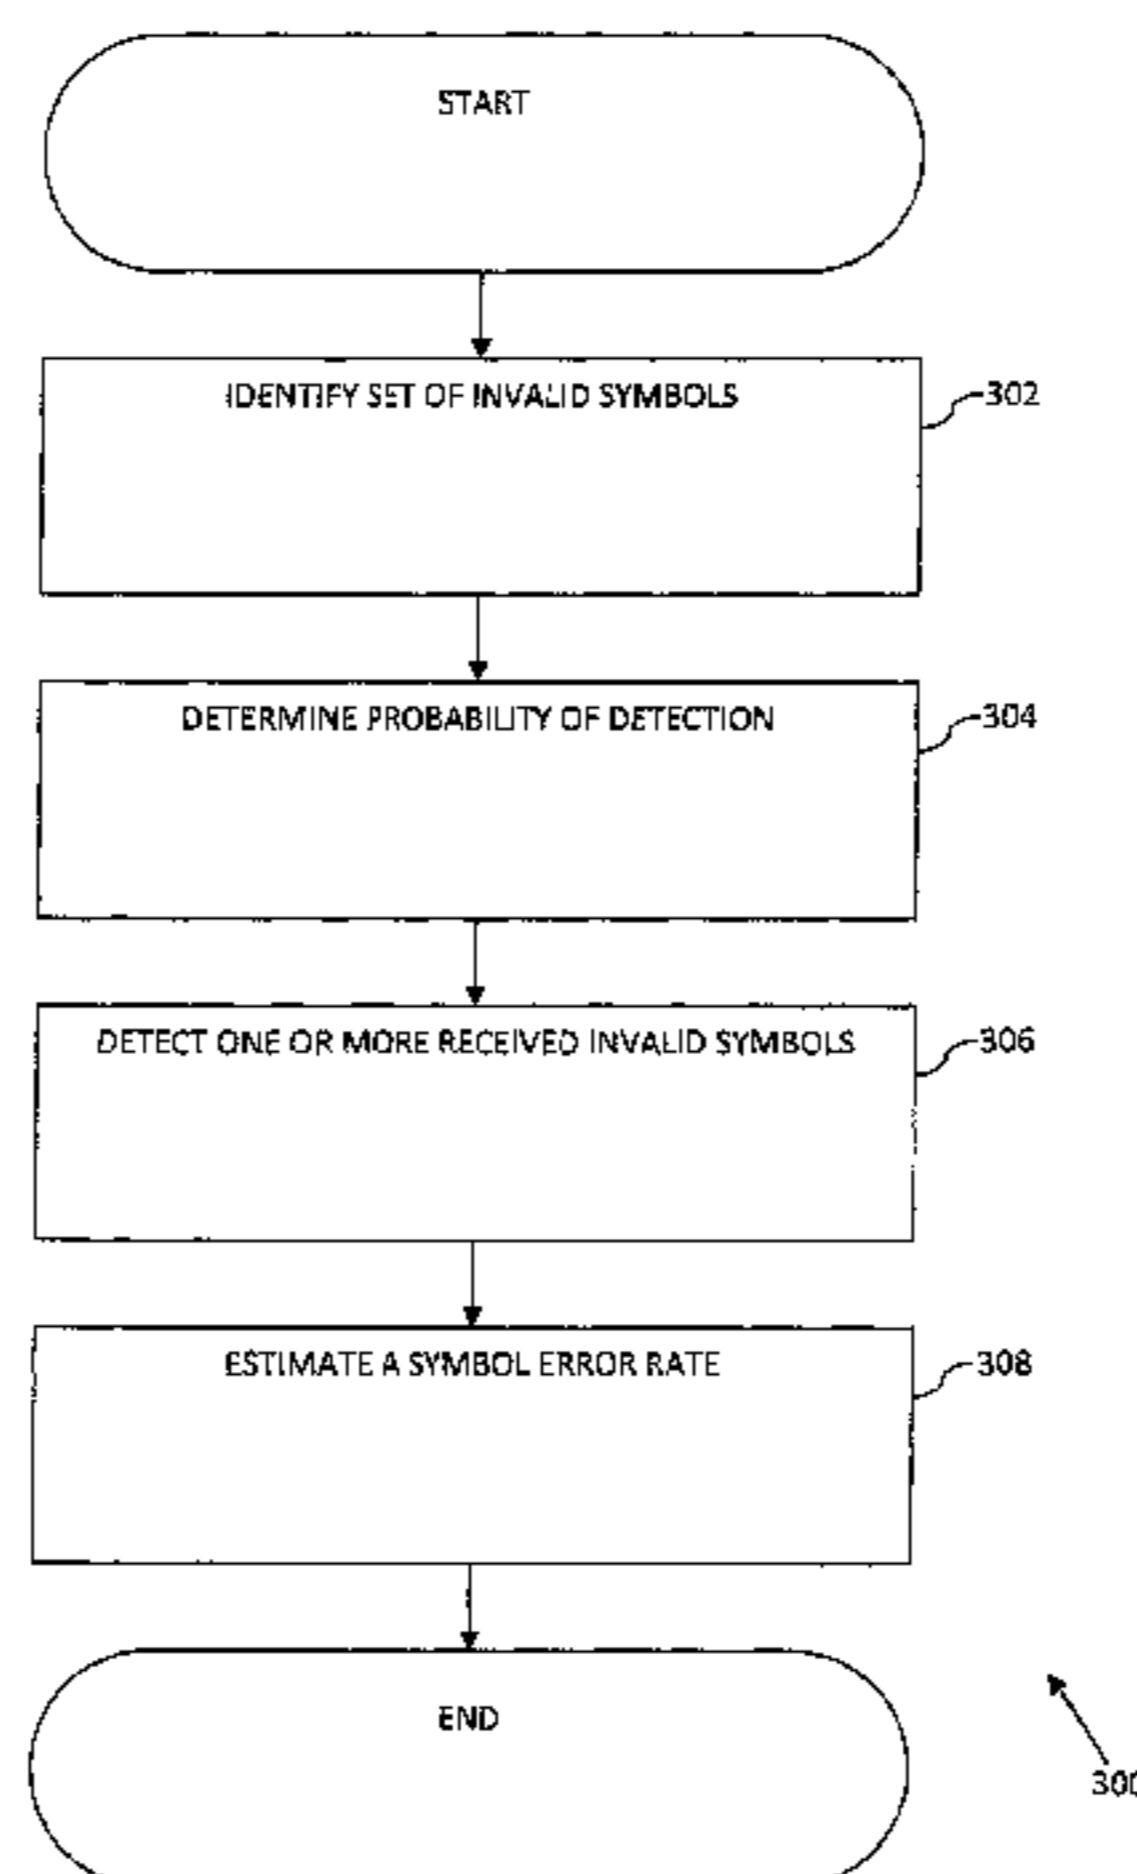 START
IDENTIFY SET OF INVALID SYMBOLS
302
DETERMINE PROBABILITY OF DETECTION
304
DETECT ONE OR MORE RECEIVED INVALID SYMBOLS
306
ESTIMATE A SYMBOL ERROR RATE
308
END
300